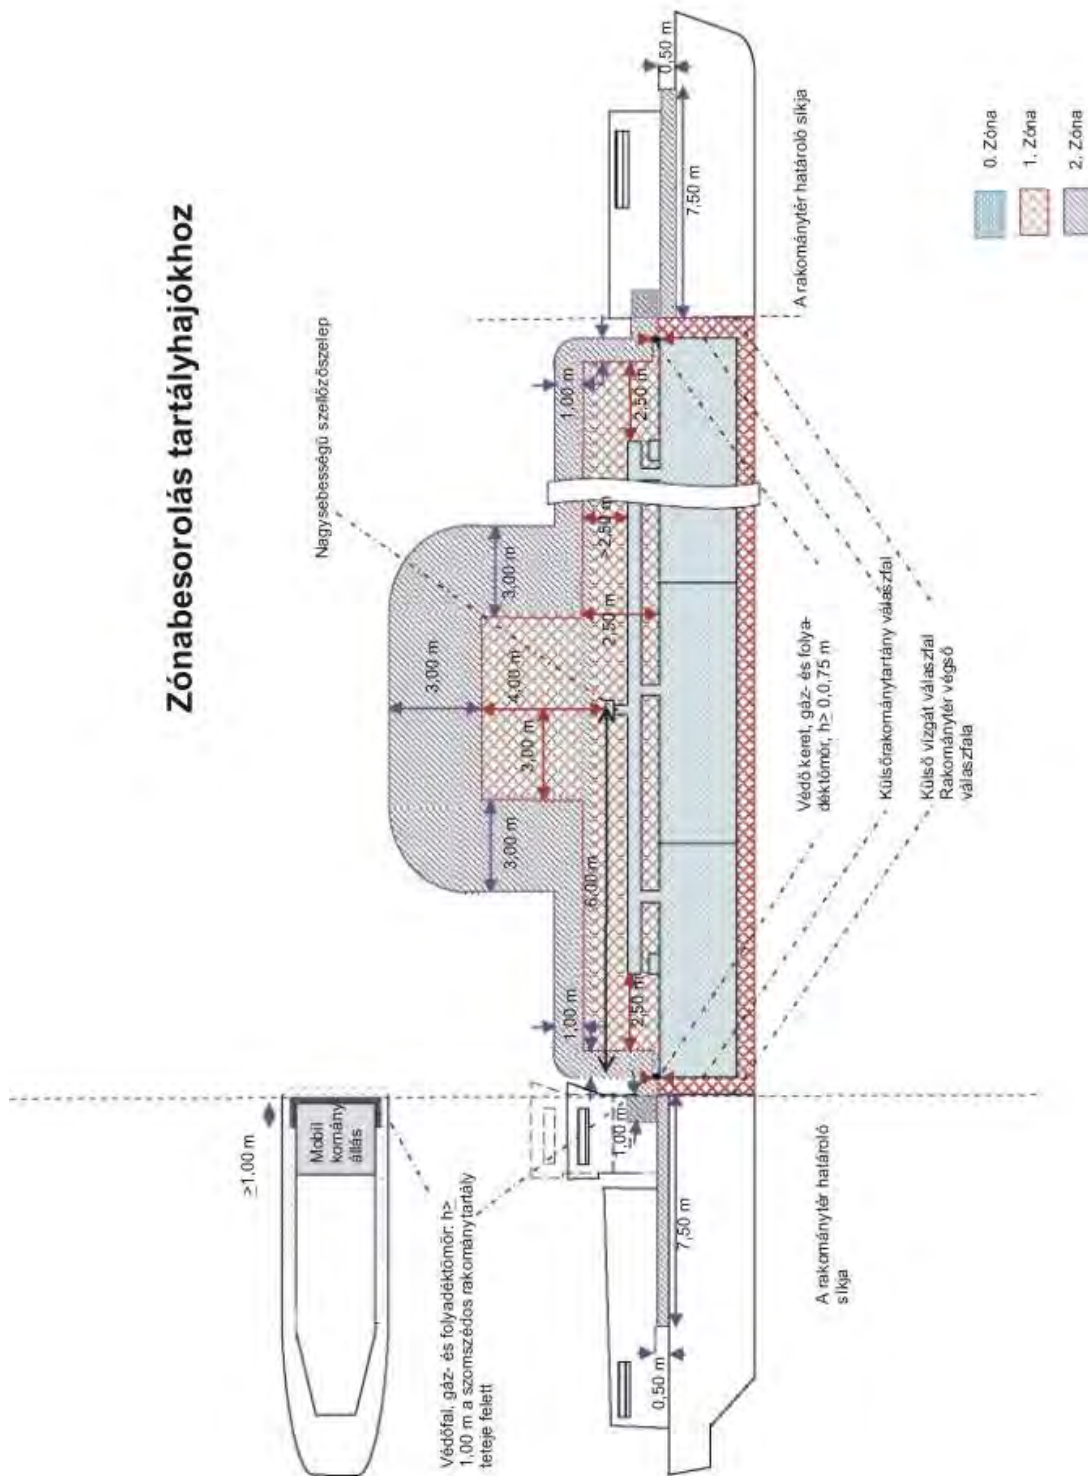 Zónabesorolás tartályhajókhoz
≥1,00 m
Mobil
komány
állás
Védőfal, gáz- és folyadéktömör: h≥
1,00 m a szomszédos rakománytartály
teteje felett
Nagysebességű szellőzőszelep
3,00 m
3,00 m
4,00 m
3,00 m
3,00 m
1,00 m
1,00 m
6,00 m
2,50 m
>2,50 m
2,50 m
2,50 m
1,00 m
7,50 m
0,50 m
7,50 m
0,50 m
A rakománytér határoló
síkja
Védő keret, gáz- és folya-
déktömör, h≥ 0,0,75 m
Külsőrakománytartány válaszfal
Külső vízgát válaszfal
Rakománytér végső
válaszfala
A rakománytér határoló síkja
0. Zóna
1. Zóna
2. Zóna